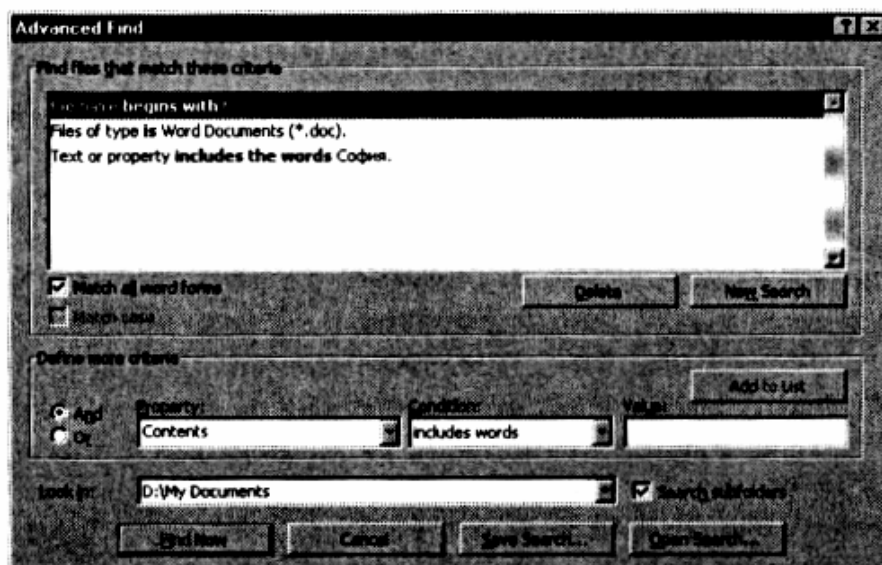 Advanced Find
Find files that match these criteria
File name begins with *.
Files of type is Word Documents (*.doc).
Text or property includes the words София.
Match all word forms
Delete
New Search
Match case
Define more criteria
Add to List
And
Or
Property:
Condition:
Value:
Contents
includes words
Look in:
D:\My Documents
Search subfolders
Find Now
Cancel
Save Search...
Open Search...